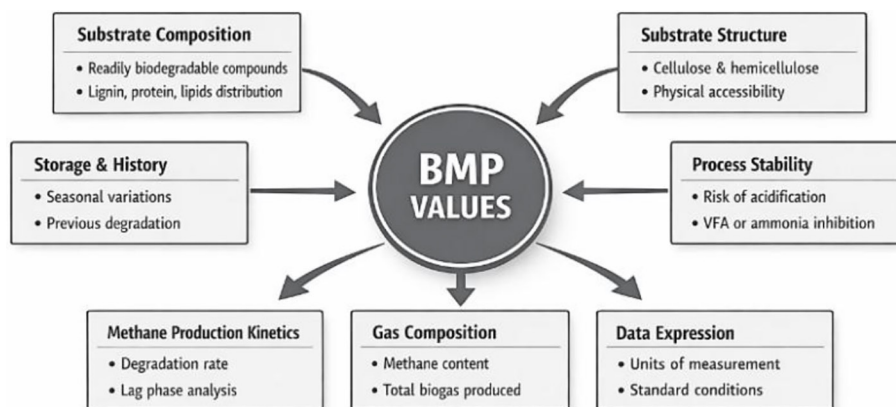 Substrate Composition
• Readily biodegradable compounds
• Lignin, protein, lipids distribution
Substrate Structure
• Cellulose & hemicellulose
• Physical accessibility
Storage & History
• Seasonal variations
• Previous degradation
BMP
VALUES
Process Stability
• Risk of acidification
• VFA or ammonia inhibition
Methane Production Kinetics
• Degradation rate
• Lag phase analysis
Gas Composition
• Methane content
• Total biogas produced
Data Expression
• Units of measurement
• Standard conditions